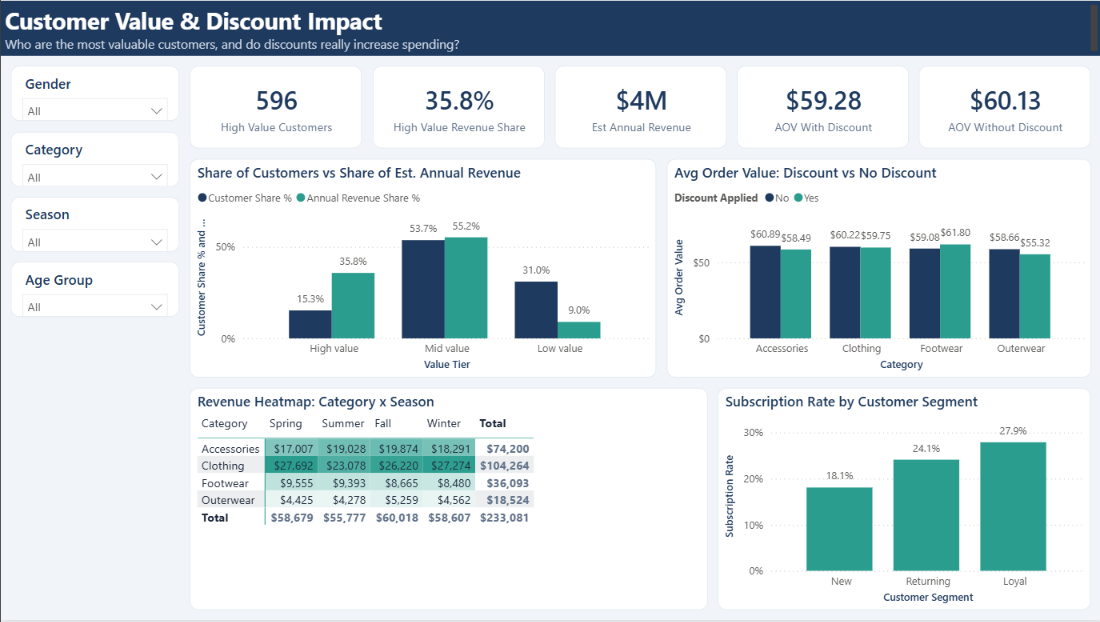 Customer Value & Discount Impact
Who are the most valuable customers, and do discounts really increase spending?
Gender
All
Category
All
Season
All
Age Group
All
596
High Value Customers
35.8%
High Value Revenue Share
$4M
Est Annual Revenue
$59.28
AOV With Discount
$60.13
AOV Without Discount
Share of Customers vs Share of Est. Annual Revenue
Customer Share % Annual Revenue Share %
Customer Share % and ...
50%
0%
15.3% 35.8% 53.7% 55.2% 31.0% 9.0%
High value Mid value Low value
Value Tier
Avg Order Value: Discount vs No Discount
Discount Applied No Yes
Avg Order Value
$50
$0
$60.89 $58.49 $60.22 $59.75 $59.08 $61.80 $58.66 $55.32
Accessories Clothing Footwear Outerwear
Category
Revenue Heatmap: Category x Season
Category Spring Summer Fall Winter Total
Accessories $17,007 $19,028 $19,874 $18,291 $74,200
Clothing $27,692 $23,078 $26,220 $27,274 $104,264
Footwear $9,555 $9,393 $8,665 $8,480 $36,093
Outerwear $4,425 $4,278 $5,259 $4,562 $18,524
Total $58,679 $55,777 $60,018 $58,607 $233,081
Subscription Rate by Customer Segment
Subscription Rate
30%
20%
10%
0%
18.1% 24.1% 27.9%
New Returning Loyal
Customer Segment